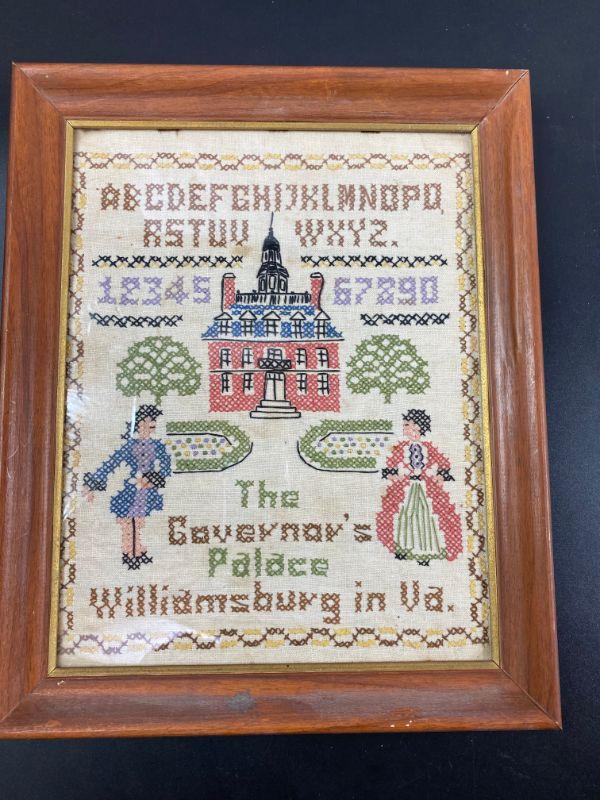 ABCDEFGHIJKLMNOPQ
RSTUV WXYZ.
12345 67890
The
Governor's
Palace
Williamsburg in Va.